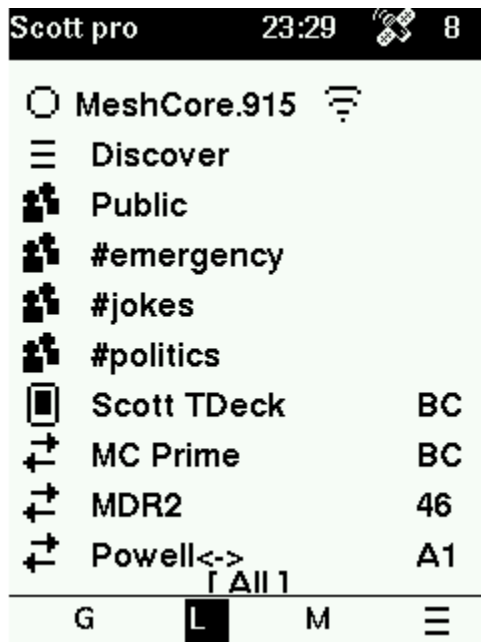 Scott pro 23:29 8
MeshCore.915
Discover
Public
#emergency
#jokes
#politics
Scott TDeck BC
MC Prime BC
MDR2 46
Powell<-> A1
[ All ]
G L M